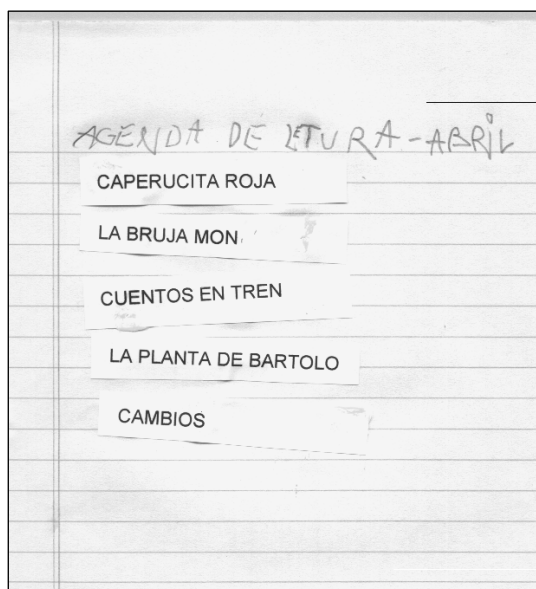 AGENDA DE LETURA - ABRIL
CAPERUCITA ROJA
LA BRUJA MON
CUENTOS EN TREN
LA PLANTA DE BARTOLO
CAMBIOS